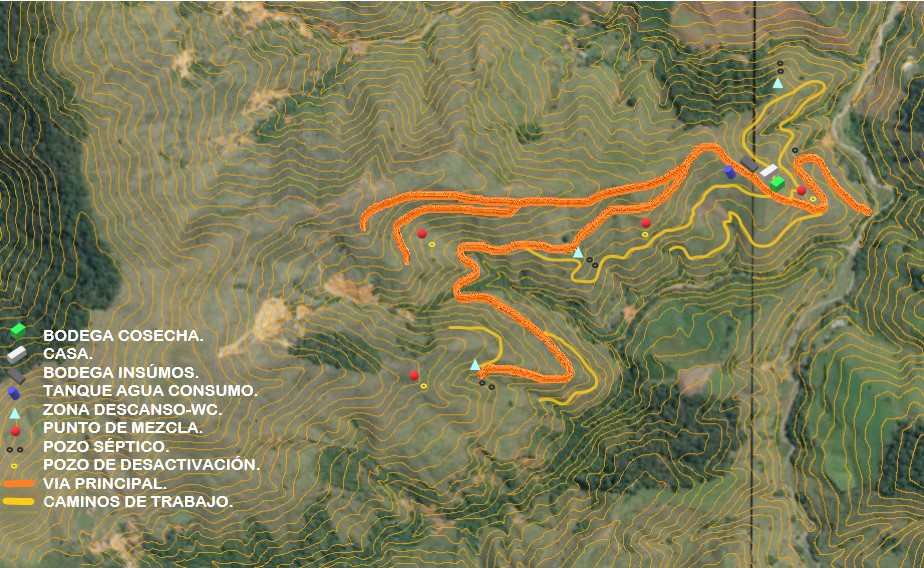 BODEGA COSECHA.
CASA.
BODEGA INSÚMOS.
TANQUE AGUA CONSUMO.
ZONA DESCANSO-WC.
PUNTO DE MEZCLA.
POZO SÉPTICO.
POZO DE DESACTIVACIÓN.
VIA PRINCIPAL.
CAMINOS DE TRABAJO.